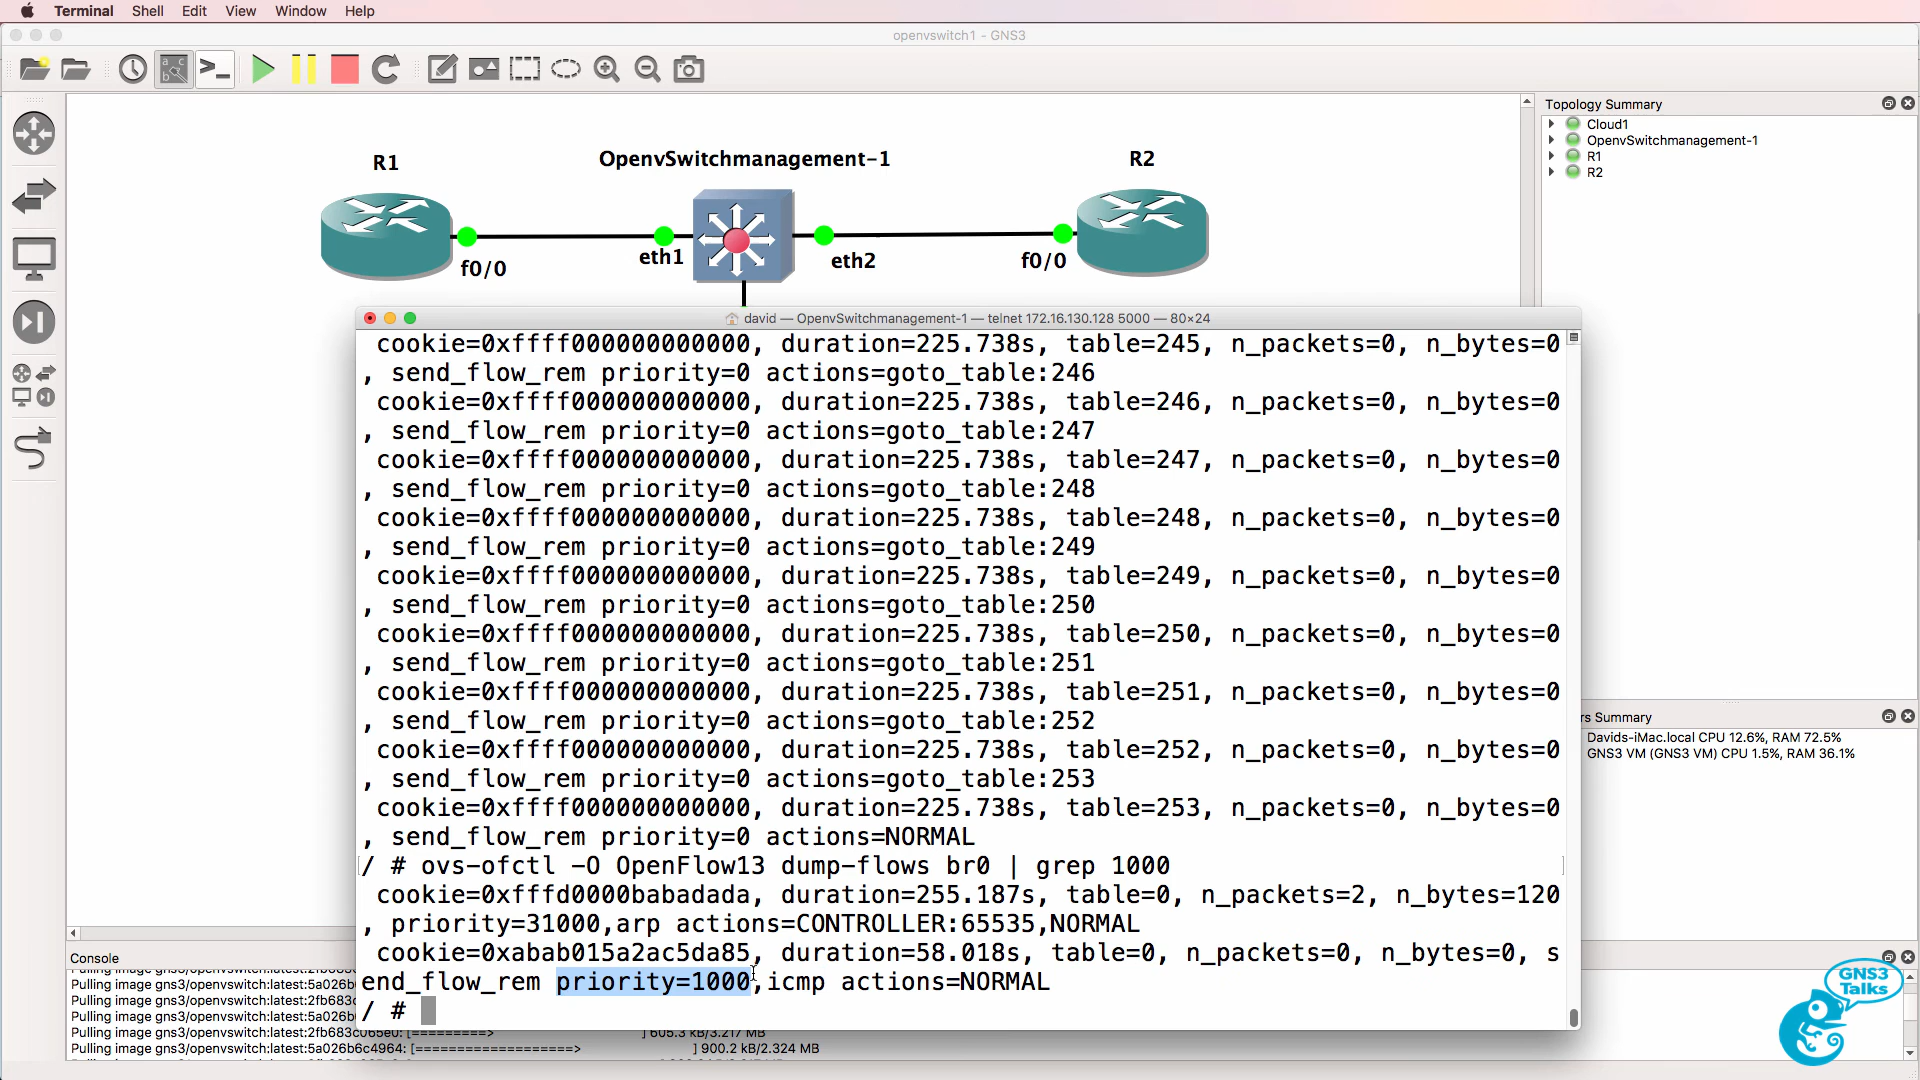 Terminal Shell Edit View Window Help
openvswitch1 - GNS3
Topology Summary
Cloud1
OpenvSwitchmanagement-1
R1
R2
R1
OpenvSwitchmanagement-1
R2
f0/0
eth1
eth2
f0/0
david — OpenvSwitchmanagement-1 — telnet 172.16.130.128 5000 — 80×24
cookie=0xffff000000000000, duration=225.738s, table=245, n_packets=0, n_bytes=0
, send_flow_rem priority=0 actions=goto_table:246
cookie=0xffff000000000000, duration=225.738s, table=246, n_packets=0, n_bytes=0
, send_flow_rem priority=0 actions=goto_table:247
cookie=0xffff000000000000, duration=225.738s, table=247, n_packets=0, n_bytes=0
, send_flow_rem priority=0 actions=goto_table:248
cookie=0xffff000000000000, duration=225.738s, table=248, n_packets=0, n_bytes=0
, send_flow_rem priority=0 actions=goto_table:249
cookie=0xffff000000000000, duration=225.738s, table=249, n_packets=0, n_bytes=0
, send_flow_rem priority=0 actions=goto_table:250
cookie=0xffff000000000000, duration=225.738s, table=250, n_packets=0, n_bytes=0
, send_flow_rem priority=0 actions=goto_table:251
cookie=0xffff000000000000, duration=225.738s, table=251, n_packets=0, n_bytes=0
, send_flow_rem priority=0 actions=goto_table:252
cookie=0xffff000000000000, duration=225.738s, table=252, n_packets=0, n_bytes=0
, send_flow_rem priority=0 actions=goto_table:253
cookie=0xffff000000000000, duration=225.738s, table=253, n_packets=0, n_bytes=0
, send_flow_rem priority=0 actions=NORMAL
/ # ovs-ofctl -O OpenFlow13 dump-flows br0 | grep 1000
cookie=0xfffd0000babadada, duration=255.187s, table=0, n_packets=2, n_bytes=120
, priority=31000,arp actions=CONTROLLER:65535,NORMAL
cookie=0xabab015a2ac5da85, duration=58.018s, table=0, n_packets=0, n_bytes=0, s
end_flow_rem priority=1000,icmp actions=NORMAL
/ #
rs Summary
Davids-iMac.local CPU 12.6%, RAM 72.5%
GNS3 VM (GNS3 VM) CPU 1.5%, RAM 36.1%
Console
Pulling image gns3/openvswitch:latest:5a026b
Pulling image gns3/openvswitch:latest:2fb683
Pulling image gns3/openvswitch:latest:5a026
Pulling image gns3/openvswitch:latest:2fb683c065e0: [=========> ] 605.3 kB/3.217 MB
Pulling image gns3/openvswitch:latest:5a026b6c4964: [===================> ] 900.2 kB/2.324 MB
GNS3
Talks